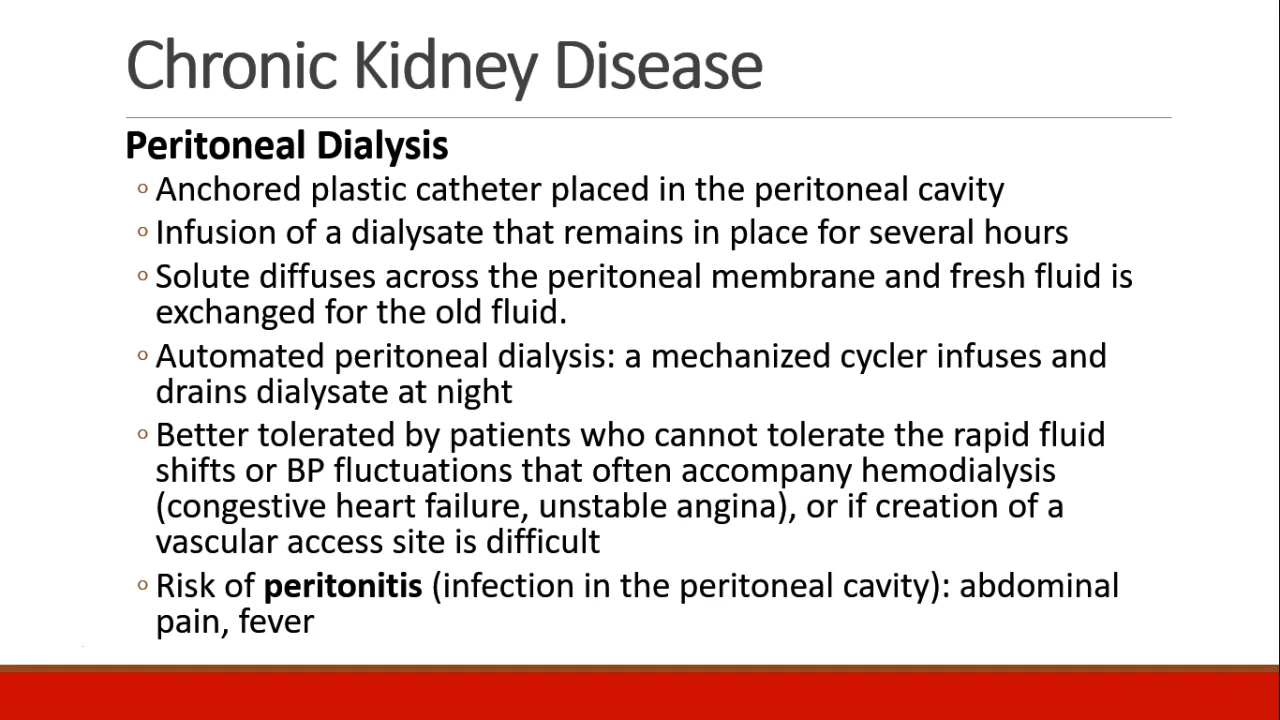 Chronic Kidney Disease
Peritoneal Dialysis
◦ Anchored plastic catheter placed in the peritoneal cavity
◦ Infusion of a dialysate that remains in place for several hours
◦ Solute diffuses across the peritoneal membrane and fresh fluid is
exchanged for the old fluid.
◦ Automated peritoneal dialysis: a mechanized cycler infuses and
drains dialysate at night
◦ Better tolerated by patients who cannot tolerate the rapid fluid
shifts or BP fluctuations that often accompany hemodialysis
(congestive heart failure, unstable angina), or if creation of a
vascular access site is difficult
◦ Risk of peritonitis (infection in the peritoneal cavity): abdominal
pain, fever